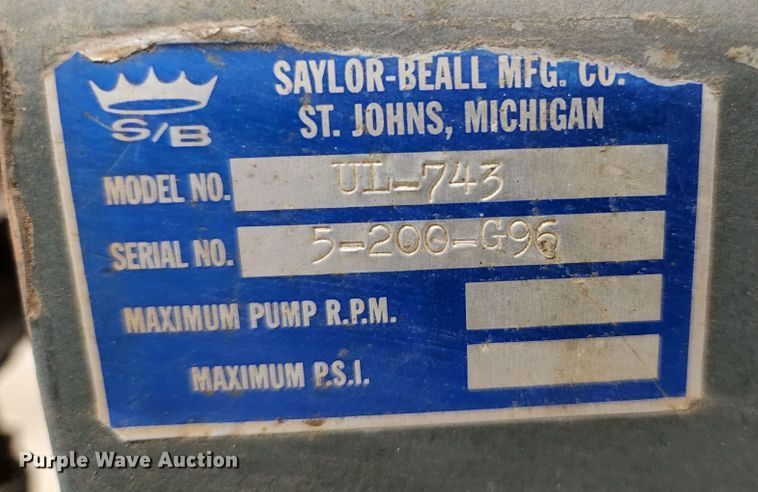 SAYLOR-BEALL MFG. CO.
ST. JOHNS, MICHIGAN
S/B
MODEL NO. UL-743
SERIAL NO. 5-200-G96
MAXIMUM PUMP R.P.M.
MAXIMUM P.S.I.
Purple Wave Auction